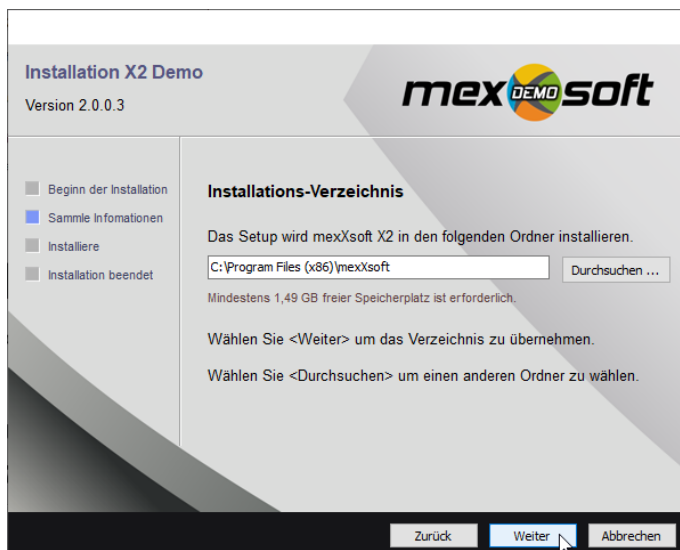 Installation X2 Demo
Version 2.0.0.3
mex DEMO soft
Beginn der Installation
Sammle Infomationen
Installiere
Installation beendet
Installations-Verzeichnis
Das Setup wird mexXsoft X2 in den folgenden Ordner installieren.
C:\Program Files (x86)\mexXsoft
Durchsuchen ...
Mindestens 1,49 GB freier Speicherplatz ist erforderlich.
Wählen Sie <Weiter> um das Verzeichnis zu übernehmen.
Wählen Sie <Durchsuchen> um einen anderen Ordner zu wählen.
Zurück
Weiter
Abbrechen